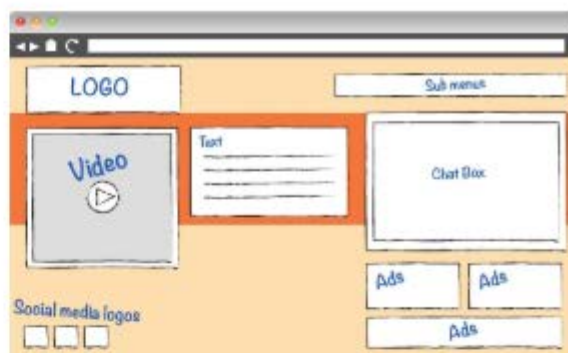 LOGO
Sub menus
Video
Text
Chat Box
Ads
Ads
Social media logos
Ads